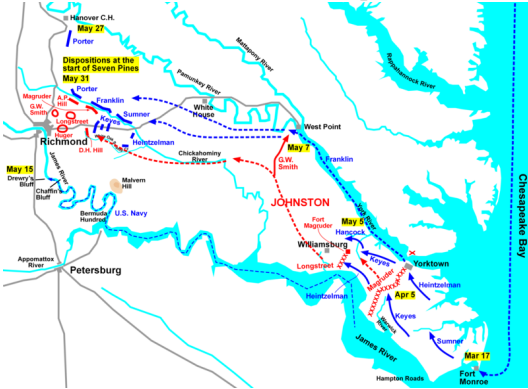 Hanover C.H.
May 27
Porter
Mattapony River
Rappahannock River
Dispositions at the
start of Seven Pines
May 31
Pamunkey River
Magruder
A.P.
Hill
Porter
Franklin
G.W.
Smith
Longstreet
Keyes
Sumner
White
House
Huger
Richmond
D.H. Hill
Heintzelman
West Point
May 7
Chickahominy
River
G.W.
Smith
Franklin
May 15
James River
Drewry's
Bluff
Chaffin's
Bluff
Malvern
Hill
Bermuda
Hundred
U.S. Navy
JOHNSTON
York River
Chesapeake Bay
Fort
Magruder
May 5
Hancock
Williamsburg
Keyes
Longstreet
Yorktown
Appomattox
River
Petersburg
Magruder
Heintzelman
Heintzelman
Apr 5
Warwick
River
Keyes
Sumner
James River
Mar 17
Fort
Monroe
Hampton Roads